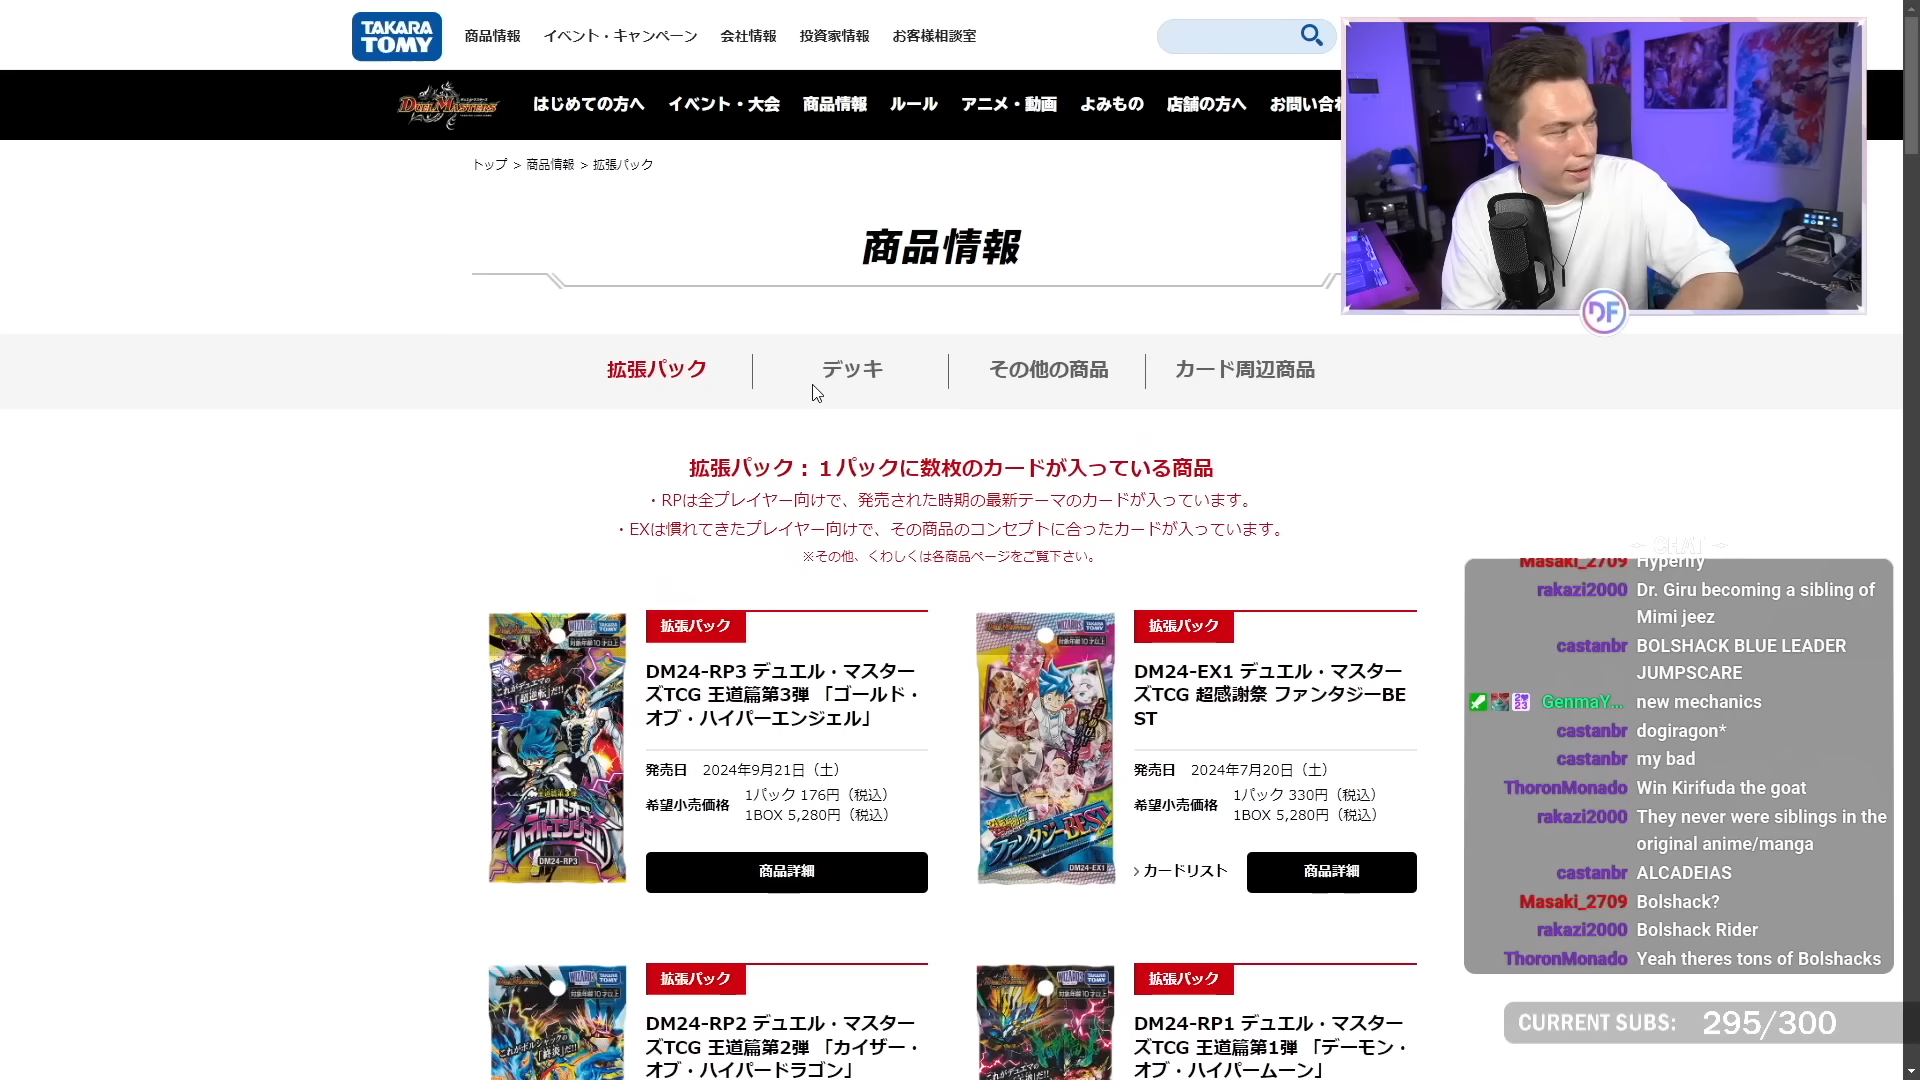 TAKARA
TOMY
商品情報
イベント・キャンペーン
会社情報
投資家情報
お客様相談室
DUEL MASTERS
はじめての方へ
イベント・大会
商品情報
ルール
アニメ・動画
よみもの
店舗の方へ
お問い合わ
トップ > 商品情報 > 拡張パック
商品情報
DF
拡張パック
デッキ
その他の商品
カード周辺商品
拡張パック：１パックに数枚のカードが入っている商品
・RPは全プレイヤー向けで、発売された時期の最新テーマのカードが入っています。
・EXは慣れてきたプレイヤー向けで、その商品のコンセプトに合ったカードが入っています。
※その他、くわしくは各商品ページをご覧下さい。
拡張パック
DM24-RP3 デュエル・マスター
ズTCG 王道篇第3弾 「ゴールド・
オブ・ハイパーエンジェル」
発売日 2024年9月21日（土）
希望小売価格
1パック 176円（税込）
1BOX 5,280円（税込）
商品詳細
DM24-RP3
拡張パック
DM24-EX1 デュエル・マスター
ズTCG 超感謝祭 ファンタジーBE
ST
発売日 2024年7月20日（土）
希望小売価格
1パック 330円（税込）
1BOX 5,280円（税込）
カードリスト
商品詳細
ファンタジーBEST
DM24-EX1
拡張パック
DM24-RP2 デュエル・マスター
ズTCG 王道篇第2弾 「カイザー・
オブ・ハイパードラゴン」
拡張パック
DM24-RP1 デュエル・マスター
ズTCG 王道篇第1弾 「デーモン・
オブ・ハイパームーン」
CHAT
Masaki_2709 Hyperify
rakazi2000 Dr. Giru becoming a sibling of
Mimi jeez
castanbr BOLSHACK BLUE LEADER
JUMPSCARE
GenmaY... new mechanics
castanbr dogiragon*
castanbr my bad
ThoronMonado Win Kirifuda the goat
rakazi2000 They never were siblings in the
original anime/manga
castanbr ALCADEIAS
Masaki_2709 Bolshack?
rakazi2000 Bolshack Rider
ThoronMonado Yeah theres tons of Bolshacks
CURRENT SUBS: 295/300